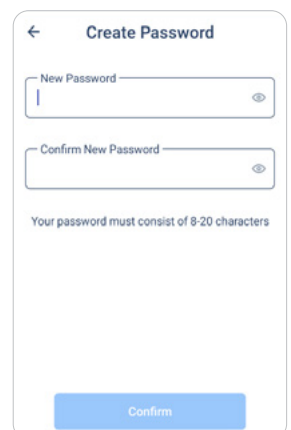 Create Password
New Password
Confirm New Password
Your password must consist of 8-20 characters
Confirm